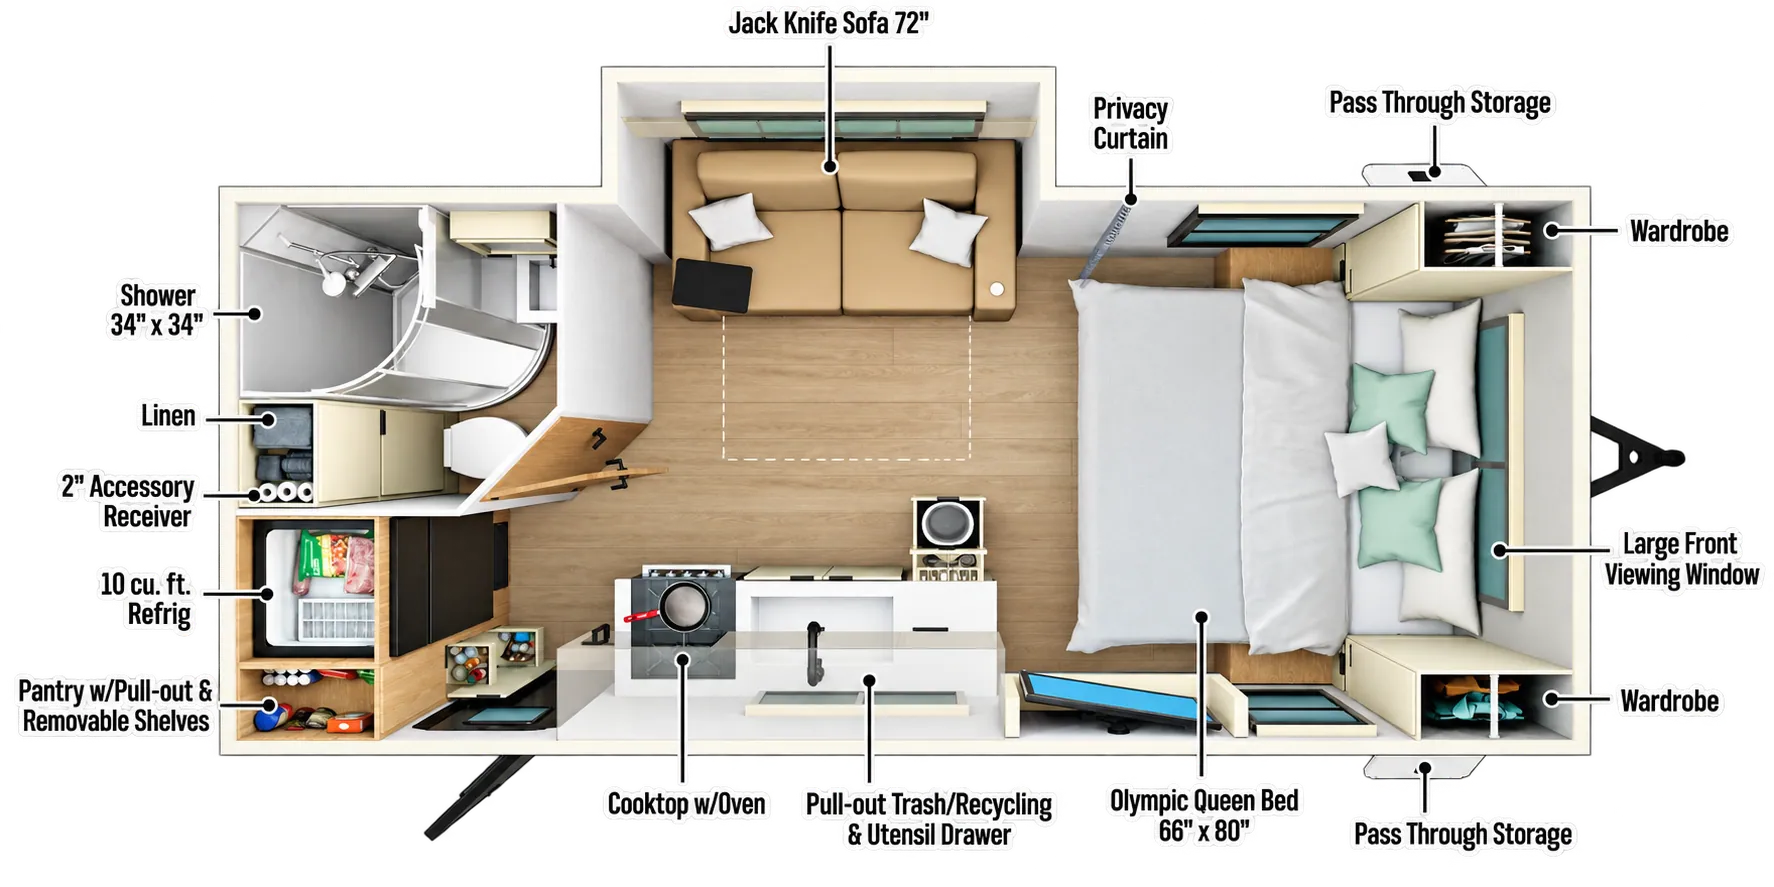 Jack Knife Sofa 72”
Privacy
Curtain
Pass Through Storage
Wardrobe
Shower
34” x 34”
Linen
2” Accessory
Receiver
10 cu. ft.
Refrig
Large Front
Viewing Window
Pantry w/Pull-out &
Removable Shelves
Wardrobe
Cooktop w/Oven
Pull-out Trash/Recycling
& Utensil Drawer
Olympic Queen Bed
66” x 80”
Pass Through Storage